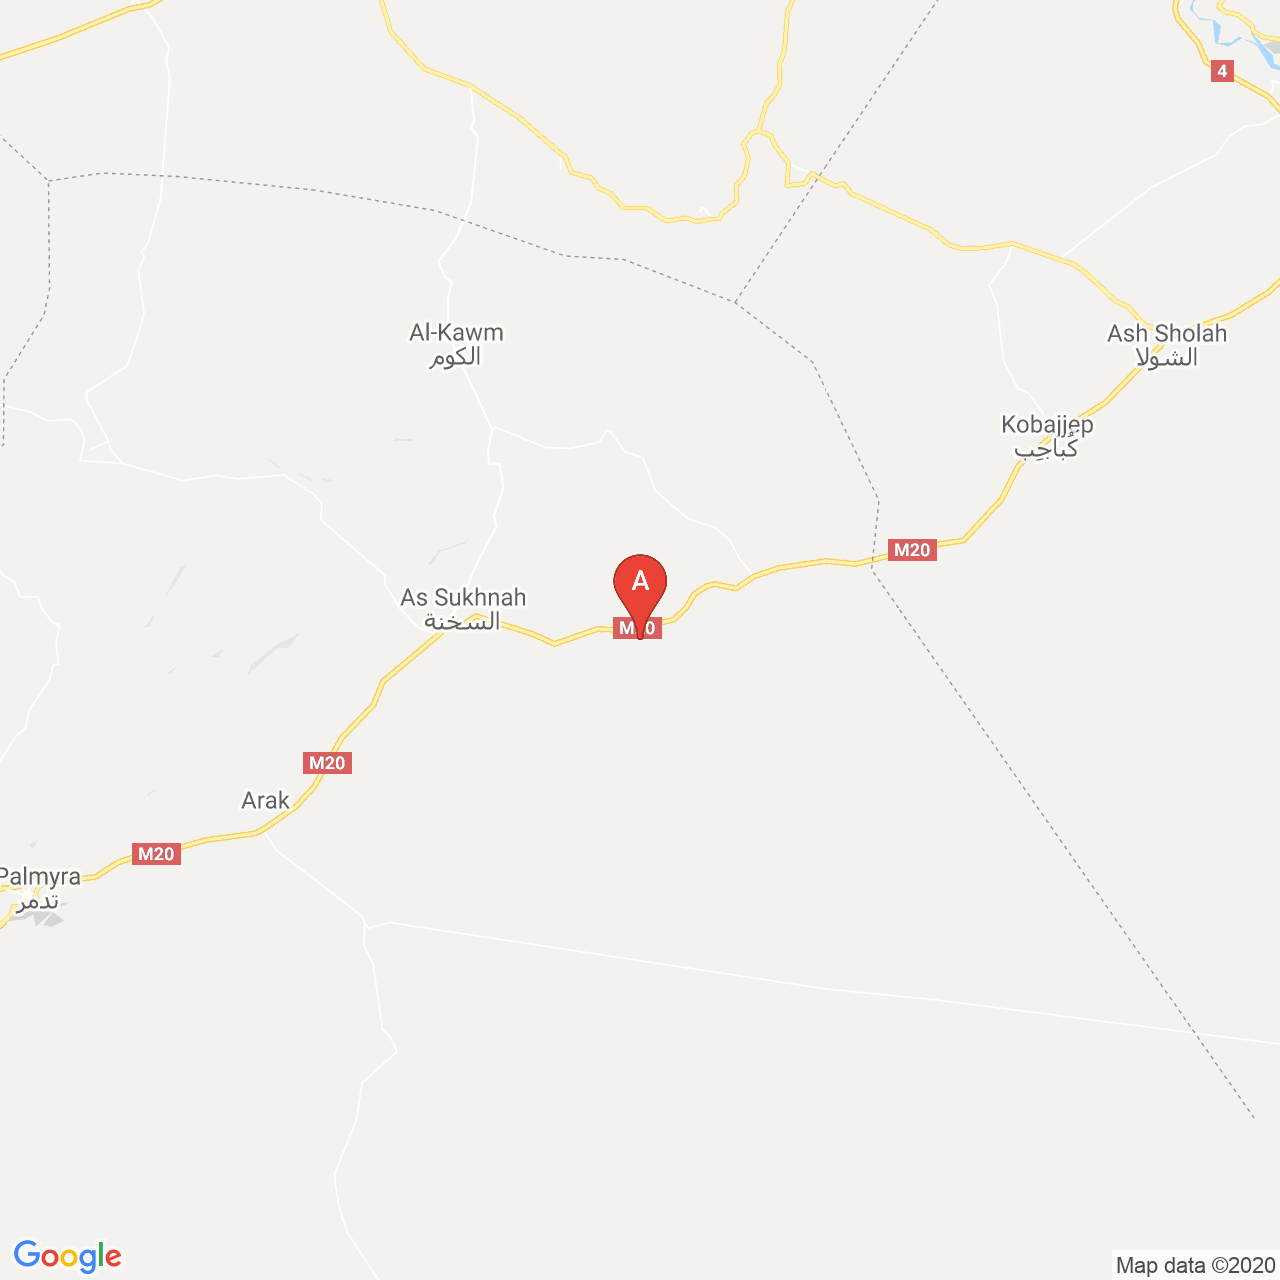 4
Al-Kawm
الكوم
Ash Sholah
الشولا
Kobajjep
كُباجِب
M20
A
As Sukhnah
السخنة
M20
M20
Arak
M20
Palmyra
تدمر
Google
Map data ©2020